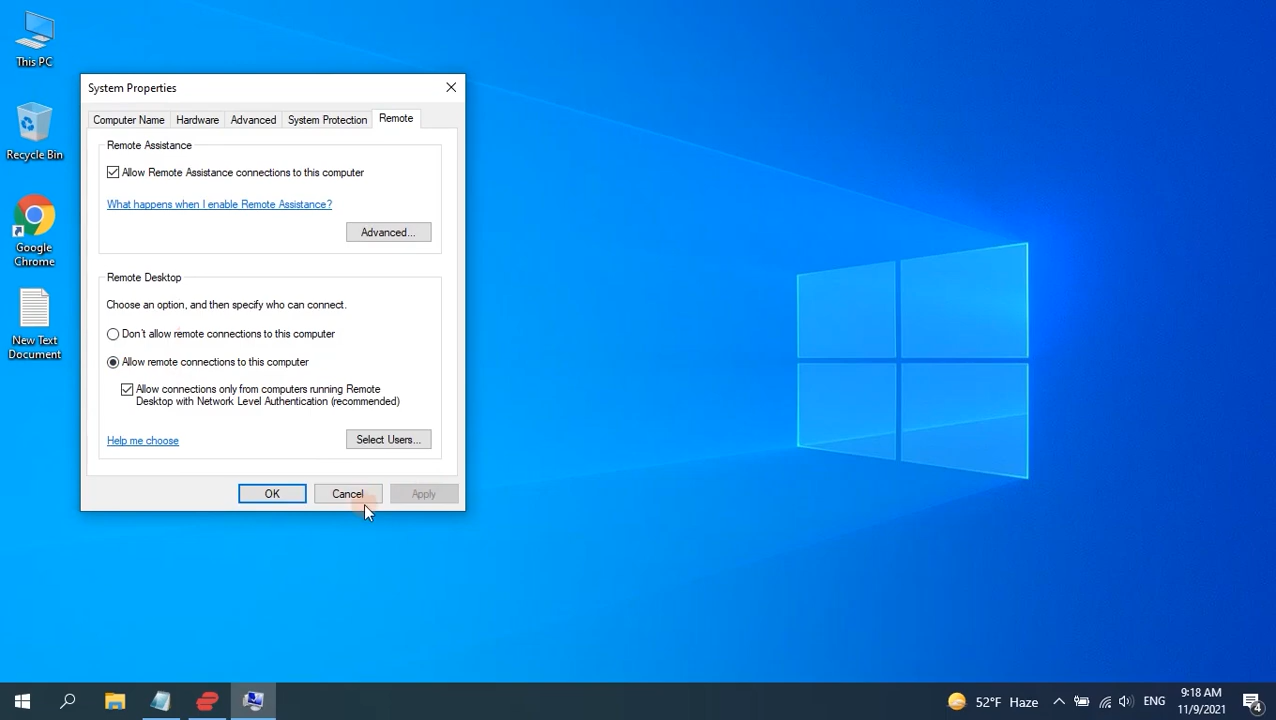 This PC
Recycle Bin
Google
Chrome
New Text
Document
System Properties
Computer Name
Hardware
Advanced
System Protection
Remote
Remote Assistance
Allow Remote Assistance connections to this computer
What happens when I enable Remote Assistance?
Advanced...
Remote Desktop
Choose an option, and then specify who can connect.
Don't allow remote connections to this computer
Allow remote connections to this computer
Allow connections only from computers running Remote
Desktop with Network Level Authentication (recommended)
Help me choose
Select Users...
OK
Cancel
Apply
52°F Haze
ENG
9:18 AM
11/9/2021
4